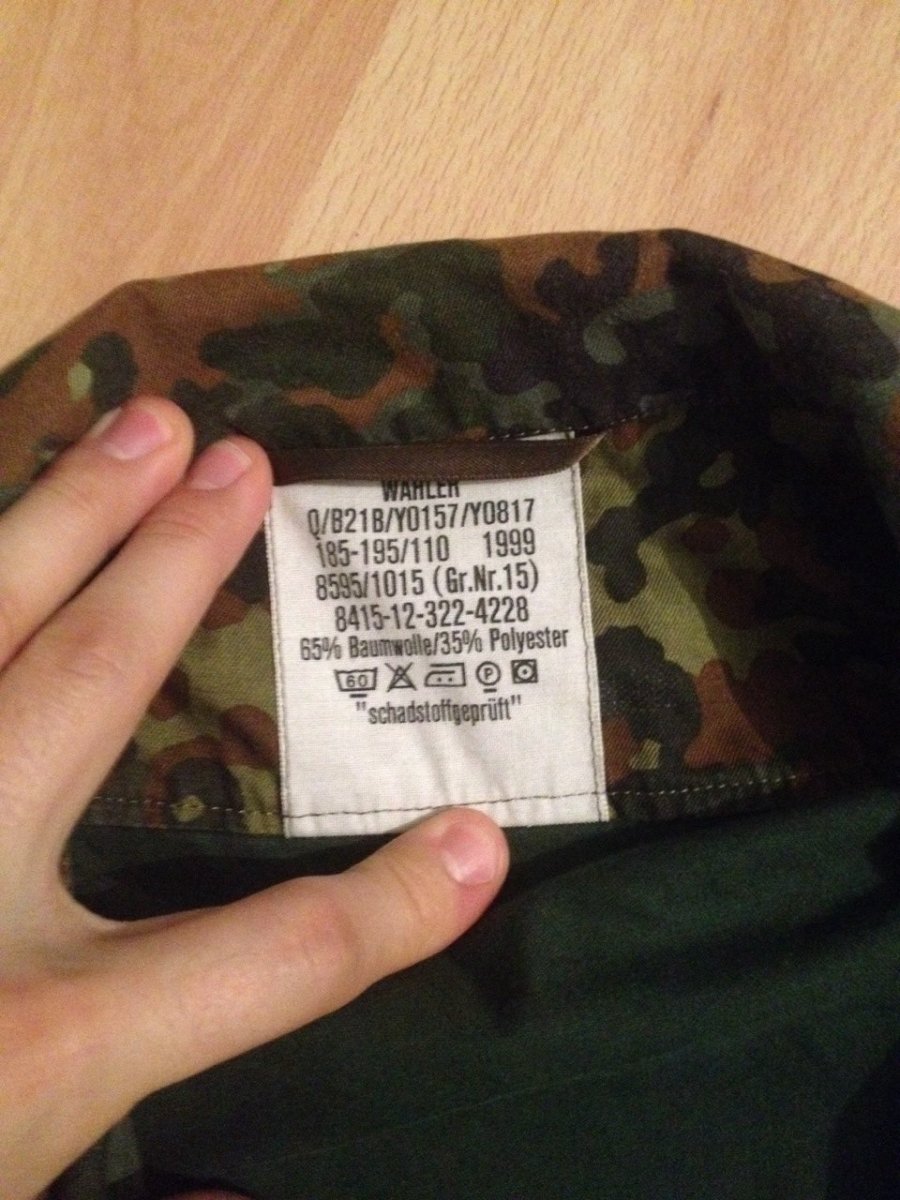 WAHLER
Q/B21B/Y0157/Y0817
185-195/110 1999
8595/1015 (Gr.Nr.15)
8415-12-322-4228
65% Baumwolle/35% Polyester
60 P
"schadstoffgeprüft"